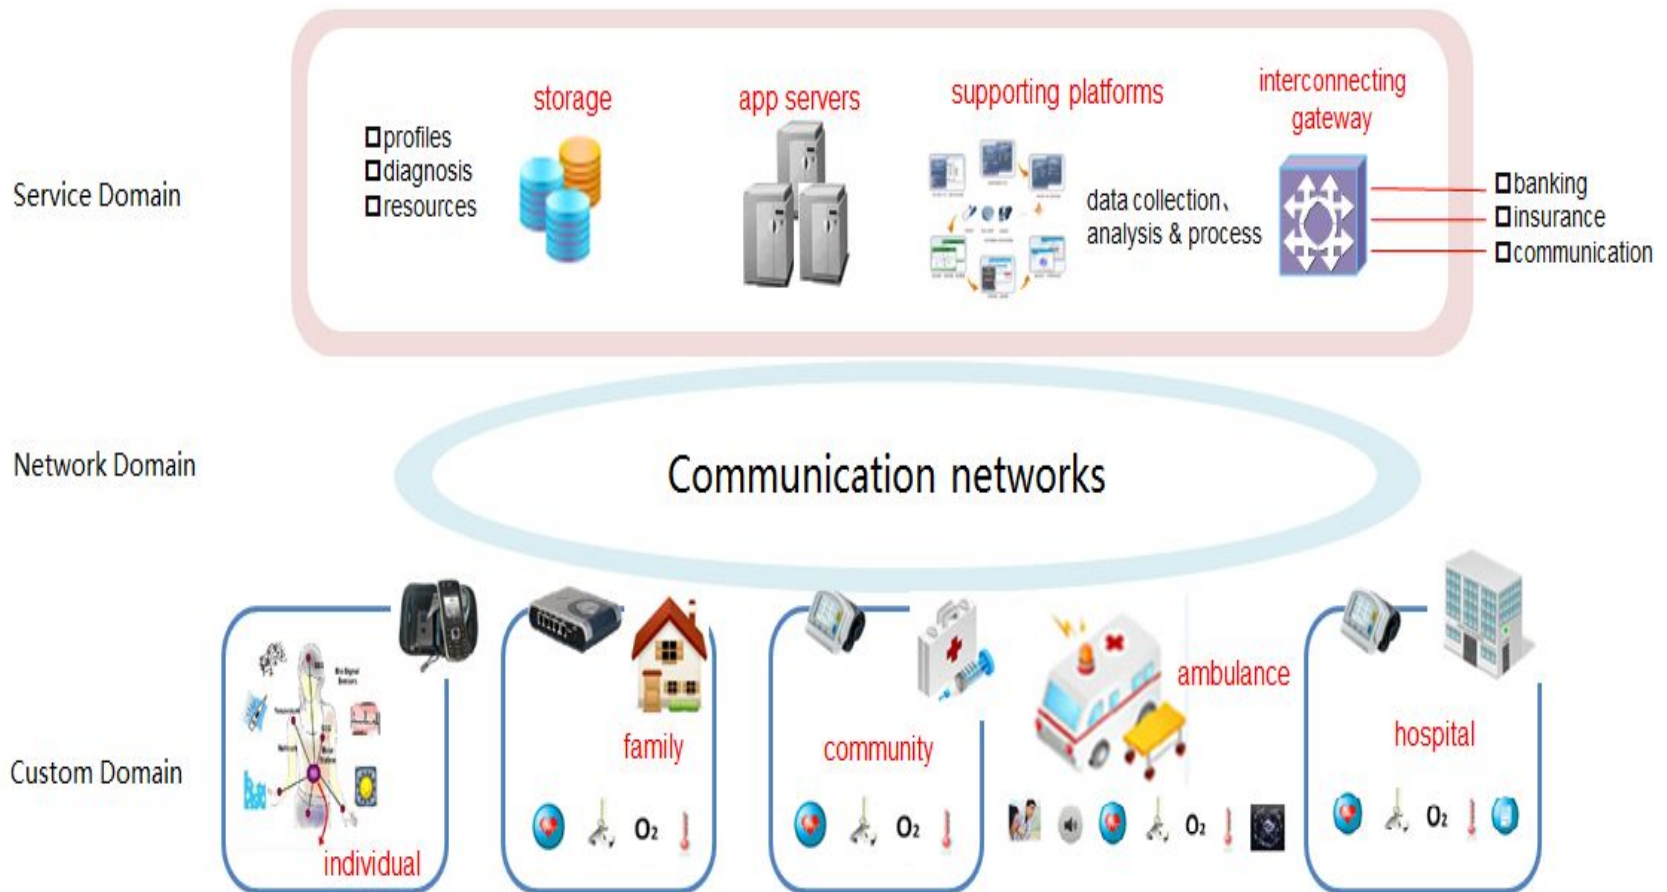 storage
app servers
supporting platforms
interconnecting
gateway
profiles
diagnosis
resources
Service Domain
data collection、
analysis & process
banking
insurance
communication
Network Domain
Communication networks
ambulance
family
community
hospital
Custom Domain
individual
O₂
O₂
O₂
O₂